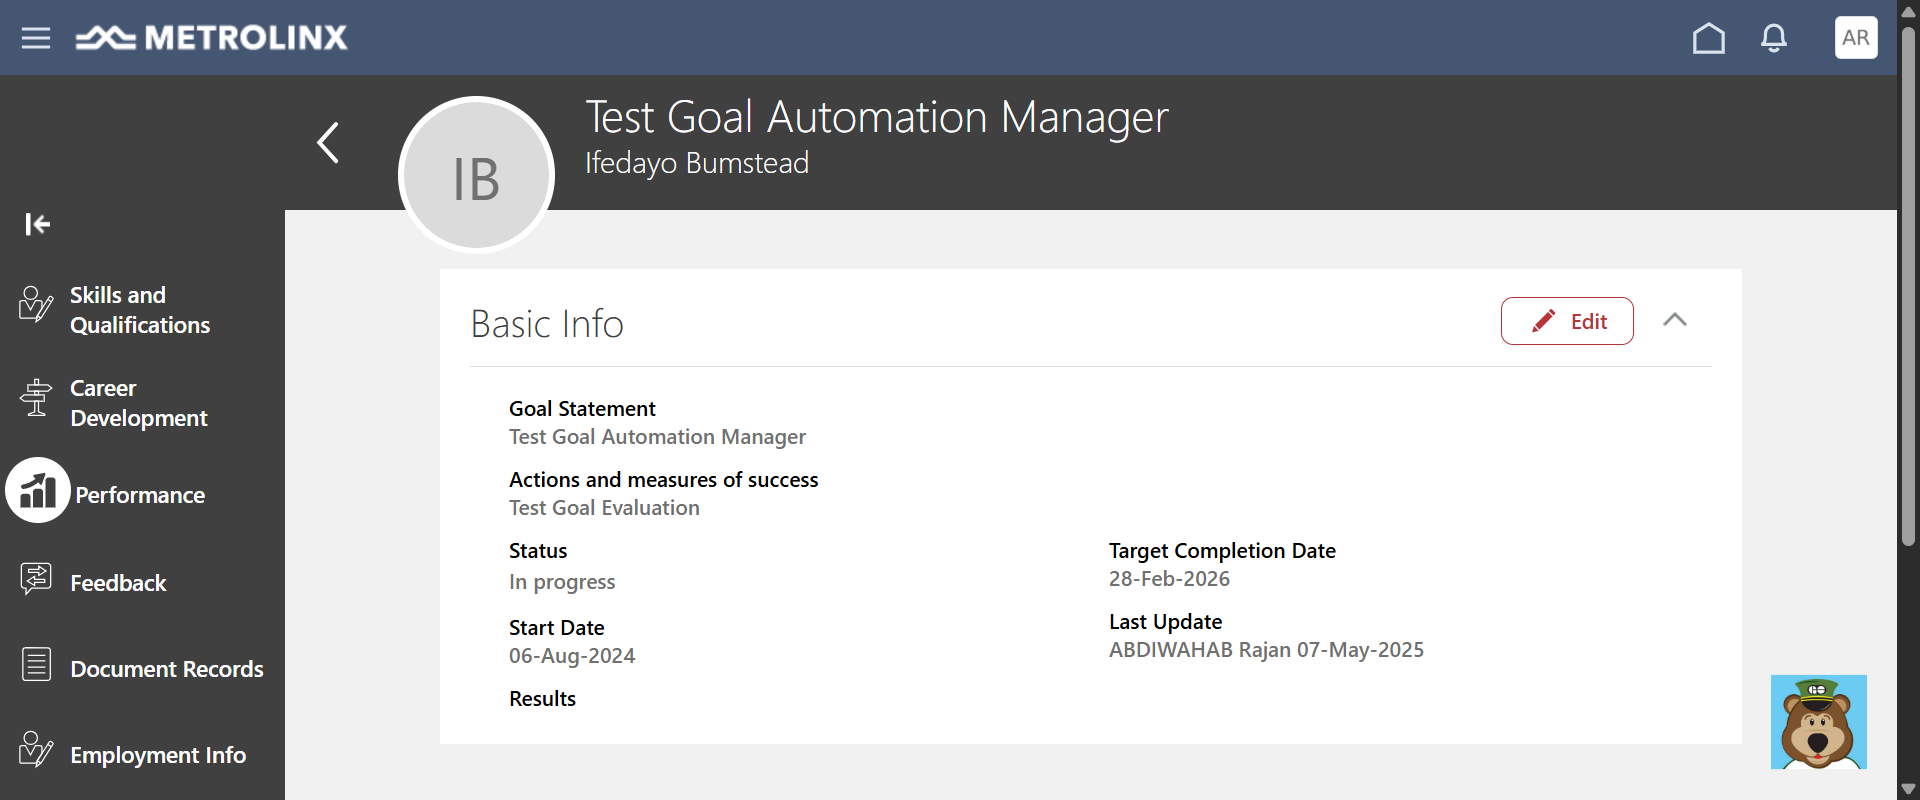 METROLINX
AR
Test Goal Automation Manager
Ifedayo Bumstead
IB
Skills and
Qualifications
Career
Development
Performance
Feedback
Document Records
Employment Info
Basic Info
Edit
Goal Statement
Test Goal Automation Manager
Actions and measures of success
Test Goal Evaluation
Status
In progress
Start Date
06-Aug-2024
Results
Target Completion Date
28-Feb-2026
Last Update
ABDIWAHAB Rajan 07-May-2025
GO